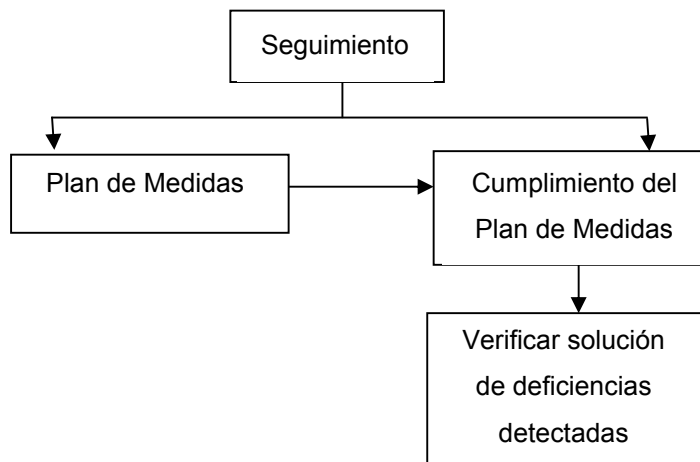 Seguimiento
Plan de Medidas
Cumplimiento del
Plan de Medidas
Verificar solución
de deficiencias
detectadas